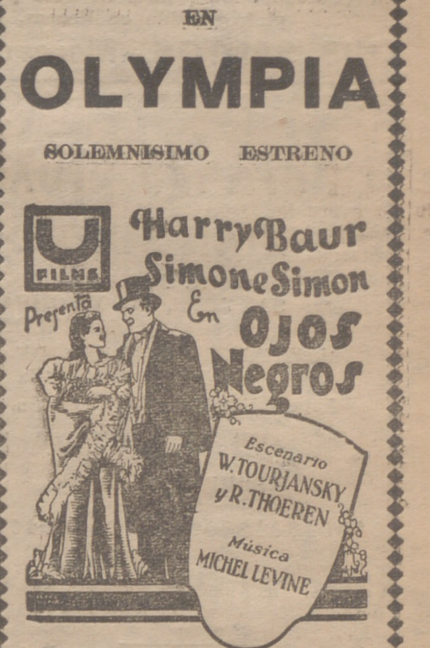 EN
OLYMPIA
SOLEMNISIMO ESTRENO
U
FILMS
Presenta
Harry Baur
Simone Simon
En
Ojos
Negros
Escenario
W. TOURJANSKY
y R. THOEREN
Música
MICHEL LEVINE